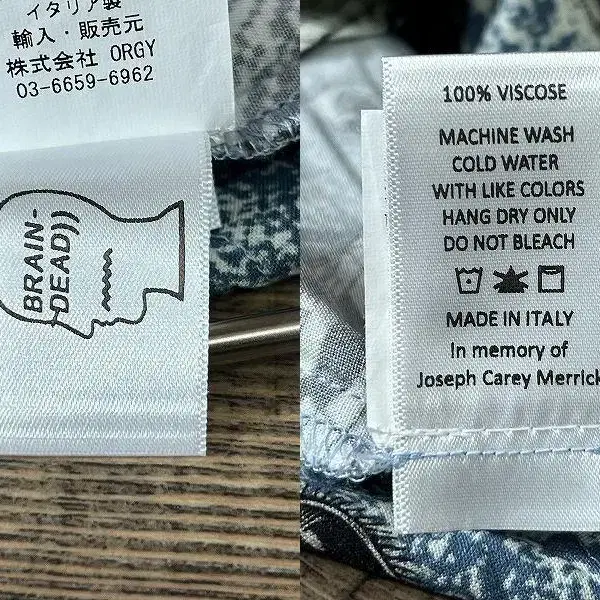 イタリア製
輸入・販売元
株式会社 ORGY
03-6659-6962
BRAIN-
DEAD))
100% VISCOSE
MACHINE WASH
COLD WATER
WITH LIKE COLORS
HANG DRY ONLY
DO NOT BLEACH
MADE IN ITALY
In memory of
Joseph Carey Merrick